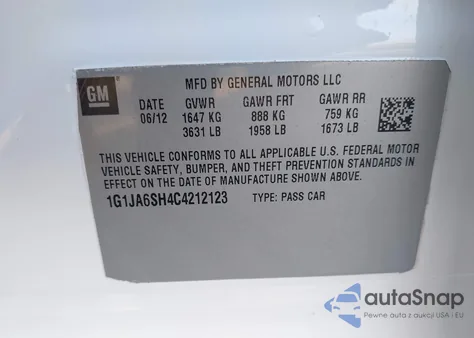 GM
MFD BY GENERAL MOTORS LLC
DATE GVWR GAWR FRT GAWR RR
06/12 1647 KG 888 KG 759 KG
3631 LB 1958 LB 1673 LB
THIS VEHICLE CONFORMS TO ALL U.S. FEDERAL MOTOR
VEHICLE SAFETY, BUMPER, AND THEFT PREVENTION STANDARDS IN
EFFECT ON THE DATE OF MANUFACTURE SHOWN ABOVE.
1G1JA6SH4C4212123 TYPE: PASS CAR
autoSnap
Pewne auta z aukcji USA i EU